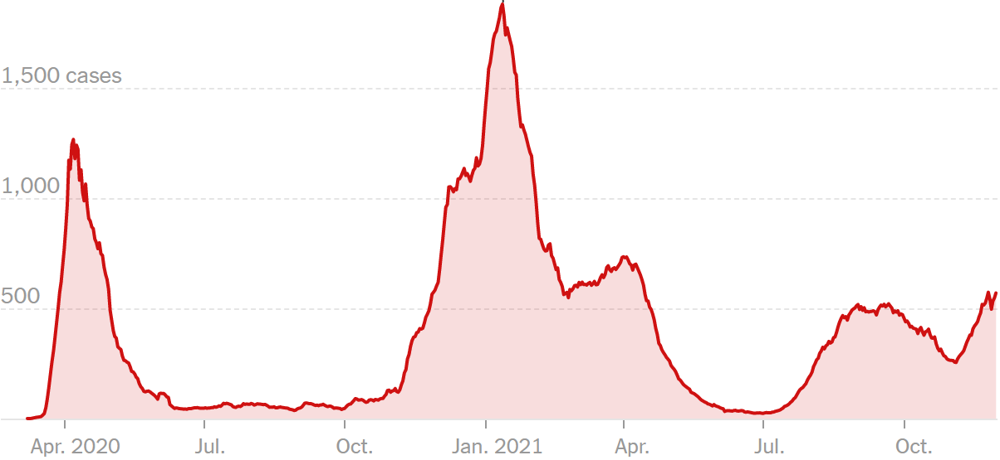 1,500 cases
1,000
500
Apr. 2020 Jul. Oct. Jan. 2021 Apr. Jul. Oct.